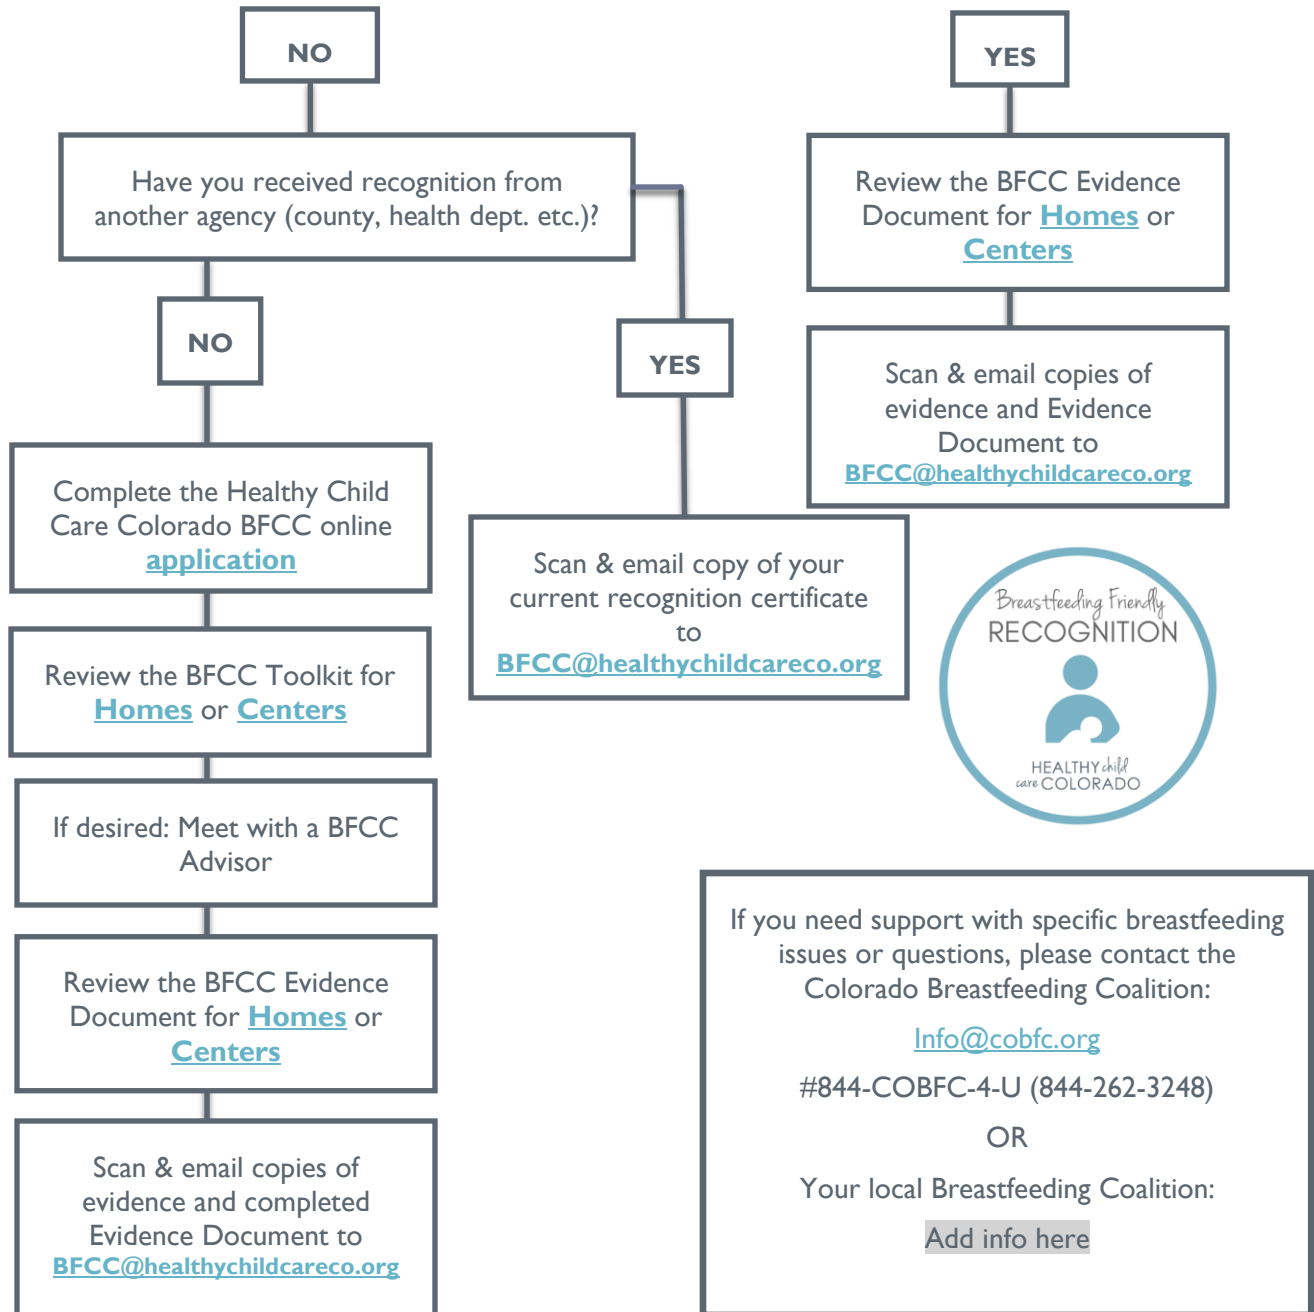 NO
Have you received recognition from
another agency (county, health dept. etc.)?
NO
YES
Complete the Healthy Child
Care Colorado BFCC online
application
Review the BFCC Toolkit for
Homes or Centers
If desired: Meet with a BFCC
Advisor
Review the BFCC Evidence
Document for Homes or
Centers
Scan & email copies of
evidence and completed
Evidence Document to
BFCC@healthychildcareco.org
Scan & email copy of your
current recognition certificate
to
BFCC@healthychildcareco.org
YES
Review the BFCC Evidence
Document for Homes or
Centers
Scan & email copies of
evidence and Evidence
Document to
BFCC@healthychildcareco.org
Breastfeeding Friendly
RECOGNITION
HEALTHY child
care COLORADO
If you need support with specific breastfeeding
issues or questions, please contact the
Colorado Breastfeeding Coalition:
Info@cobfc.org
#844-COBFC-4-U (844-262-3248)
OR
Your local Breastfeeding Coalition:
Add info here